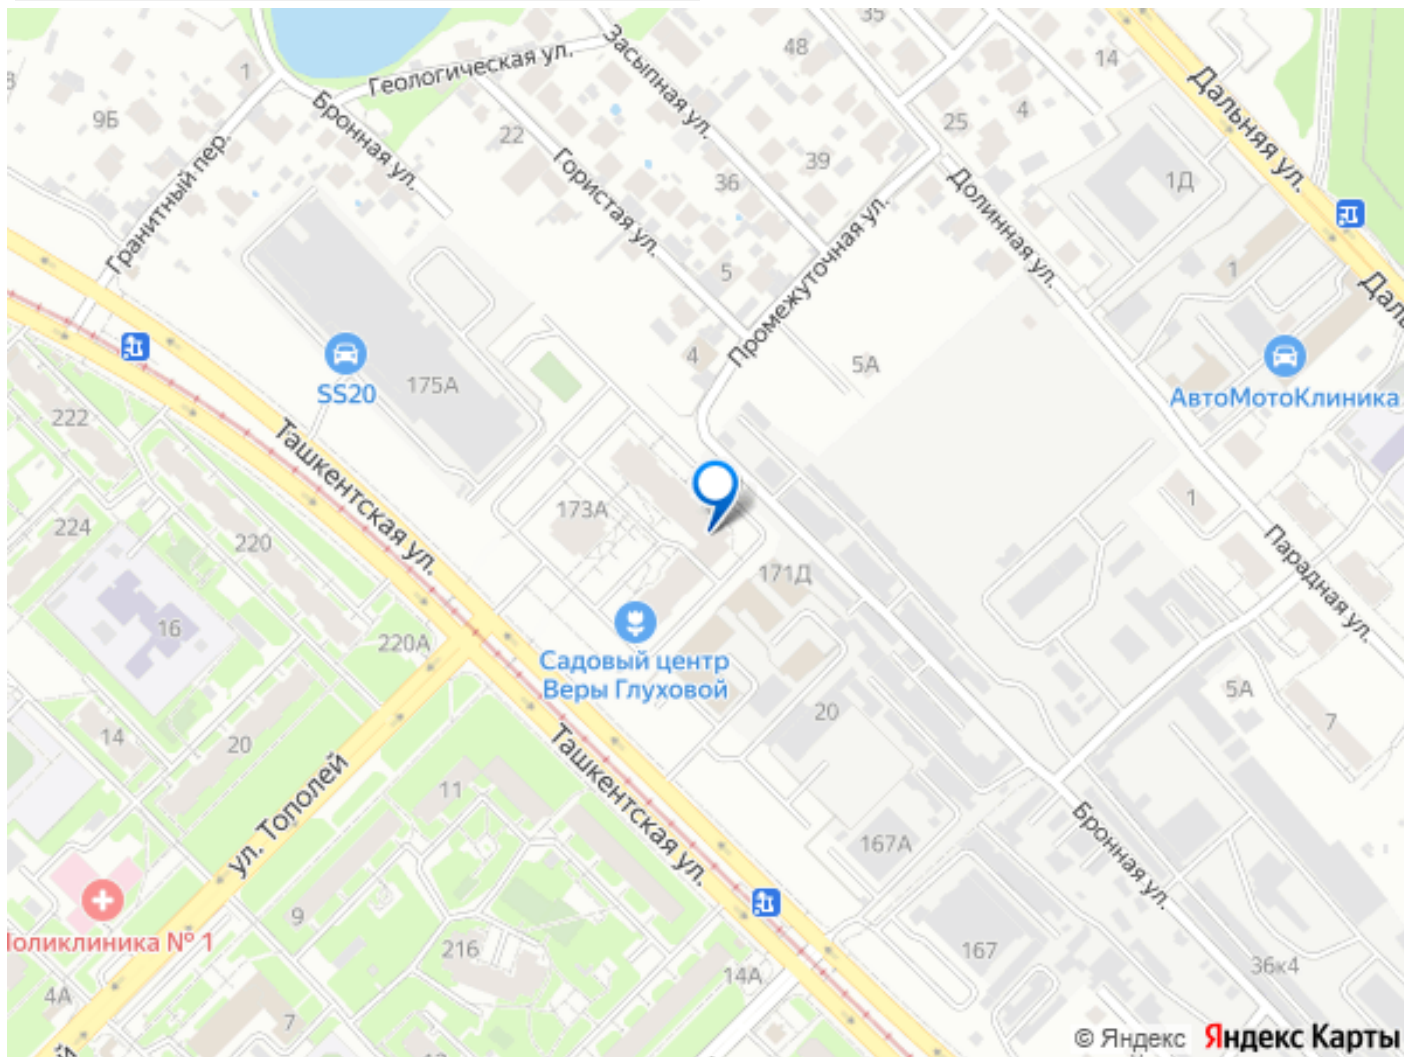 35
48
14
Засыпная ул.
Геологическая ул.
1
Дальняя ул.
9Б
Бронная ул.
4
25
22
39
Гористая ул.
36
1Д
Гранитный пер.
Долинная ул.
Промежуточная ул.
5
1
4
5А
175А
SS20
АвтоМотоКлиника
222
Ташкентская ул.
173А
1
224
220
Парадная ул.
171Д
16
220А
Садовый центр
Веры Глуховой
5А
20
7
14
20
Ташкентская ул.
ул. Тополей
11
167А
Бронная ул.
9
Поликлиника № 1
216
167
14А
36к4
4А
7
© Яндекс Яндекс Карты